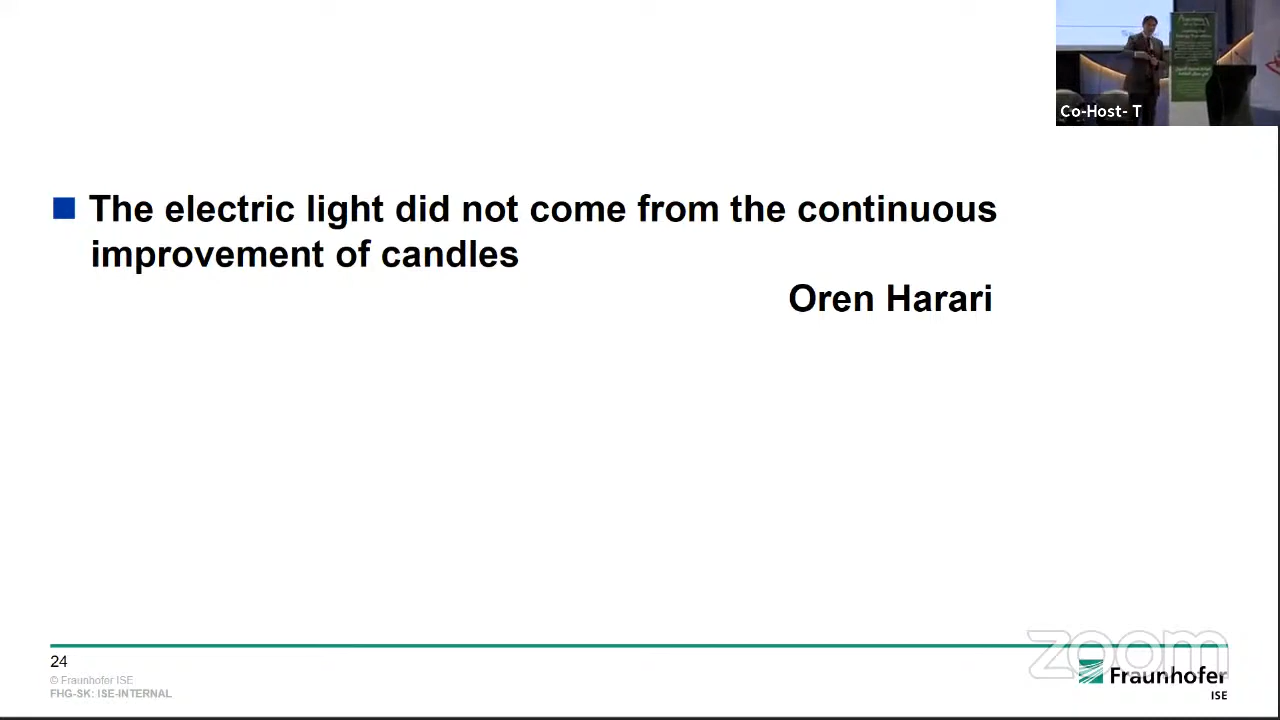 Co-Host- T
The electric light did not come from the continuous
improvement of candles
Oren Harari
24
© Fraunhofer ISE
FHG-SK: ISE-INTERNAL
zoom
Fraunhofer
ISE